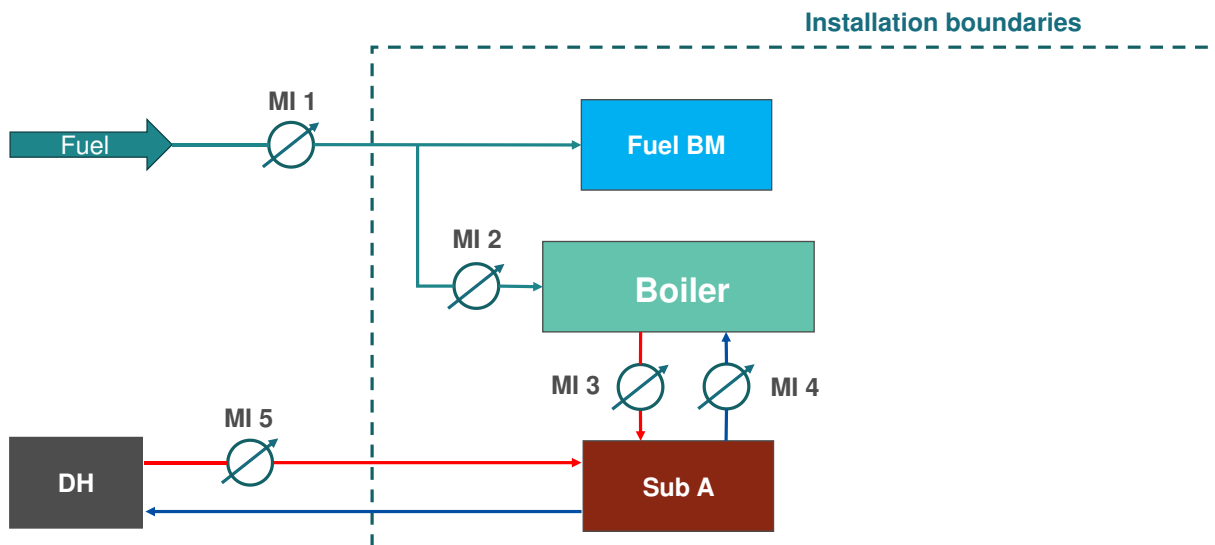 Installation boundaries
MI 1
Fuel
Fuel BM
MI 2
Boiler
MI 3
MI 4
MI 5
DH
Sub A